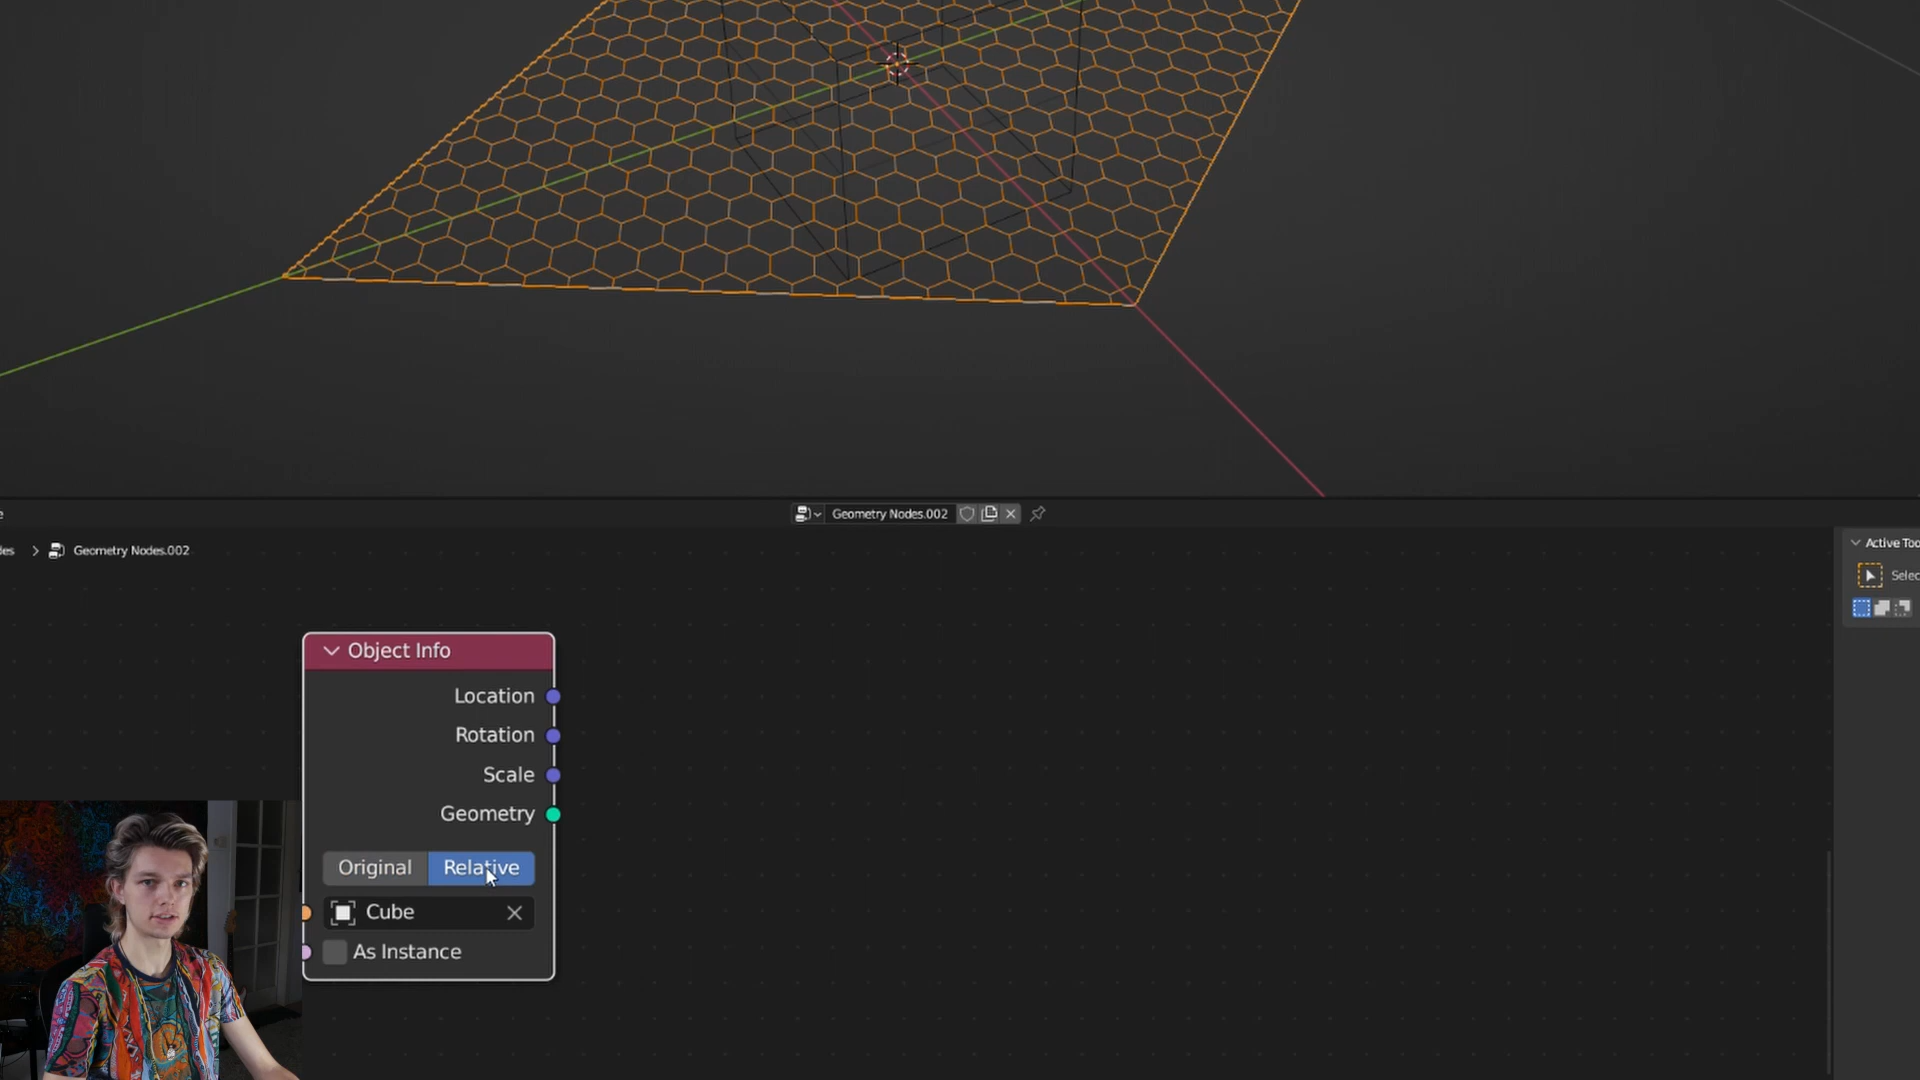 e
Geometry Nodes.002
des > Geometry Nodes.002
Active Too
Selec
Object Info
Location
Rotation
Scale
Geometry
Original Relative
Cube
As Instance